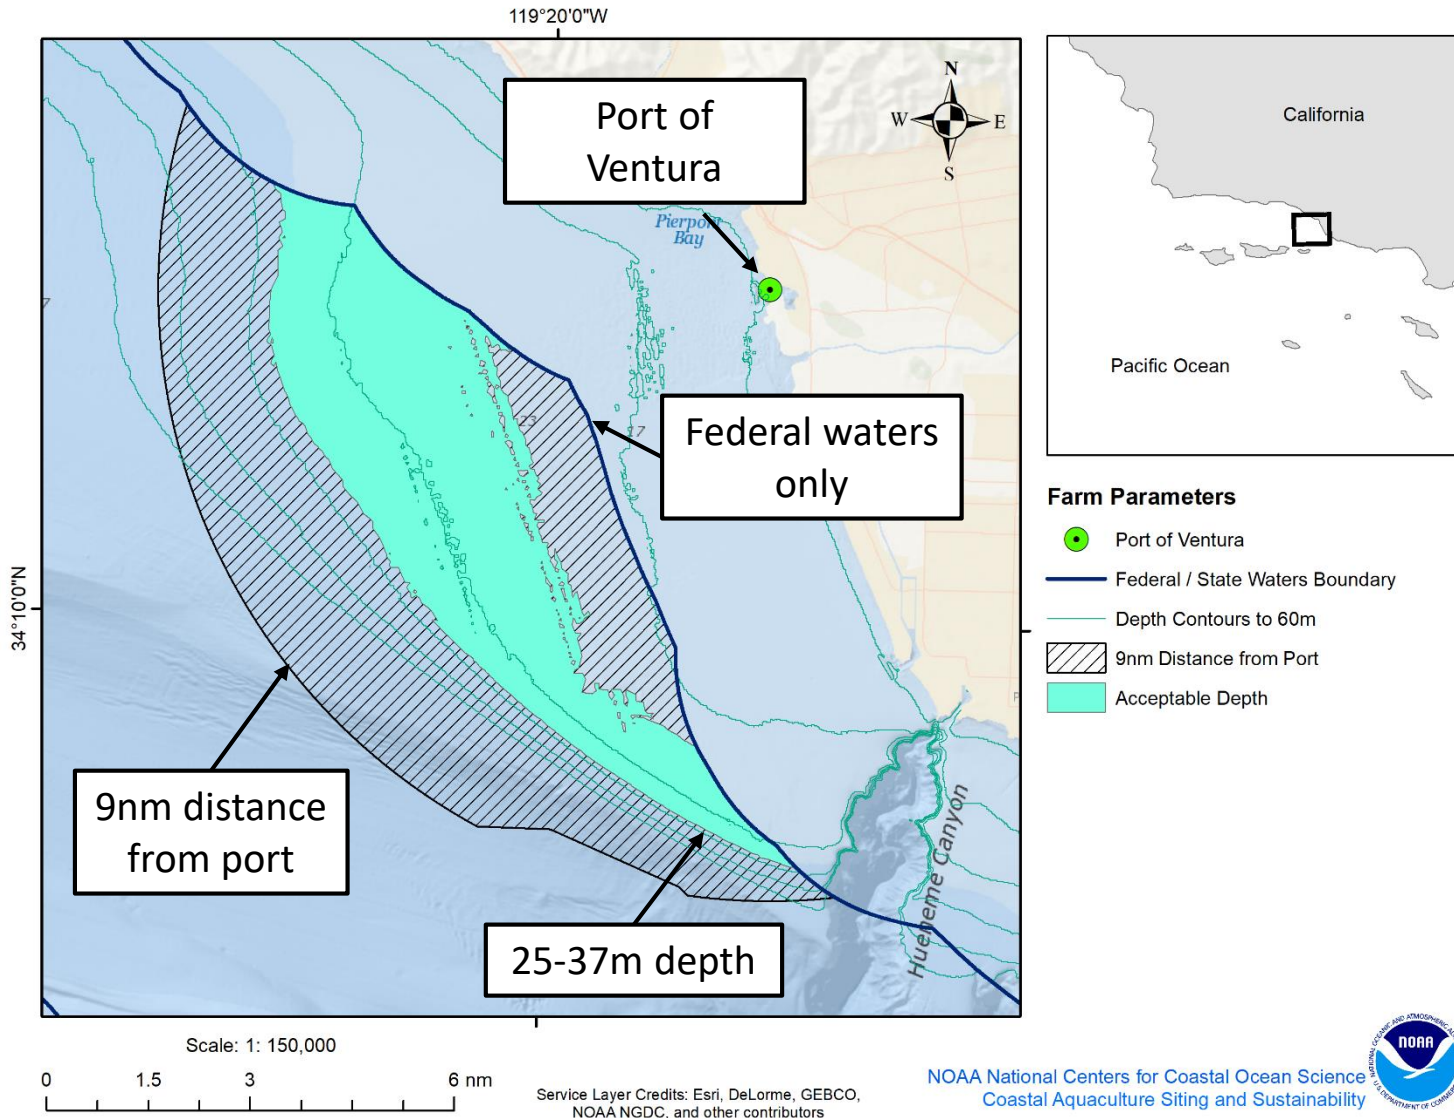 119°20'0"W
34°10'0"N
Port of
Ventura
N
W
E
S
Pierpont
Bay
23
17
7
Federal waters
only
9nm distance
from port
25-37m depth
Hueneme Canyon
P
California
Pacific Ocean
Farm Parameters
Port of Ventura
Federal / State Waters Boundary
Depth Contours to 60m
9nm Distance from Port
Acceptable Depth
Scale: 1: 150,000
0 1.5 3 6 nm
Service Layer Credits: Esri, DeLorme, GEBCO,
NOAA NGDC, and other contributors
NOAA National Centers for Coastal Ocean Science
Coastal Aquaculture Siting and Sustainability
NOAA